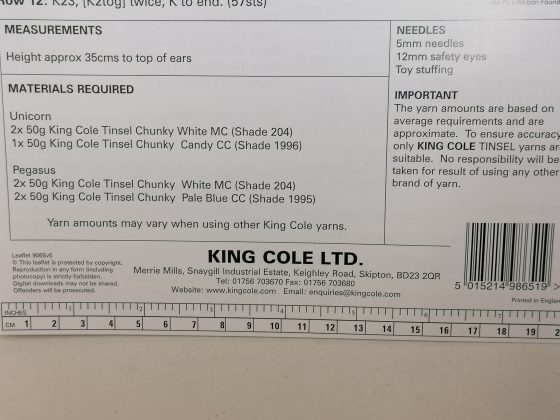 Row 12: K23, [K2tog] twice, K to end. (57sts)
MEASUREMENTS
Height approx 35cms to top of ears
MATERIALS REQUIRED
Unicorn
2x 50g King Cole Tinsel Chunky White MC (Shade 204)
1x 50g King Cole Tinsel Chunky Candy CC (Shade 1996)
Pegasus
2x 50g King Cole Tinsel Chunky White MC (Shade 204)
2x 50g King Cole Tinsel Chunky Pale Blue CC (Shade 1995)
Yarn amounts may vary when using other King Cole yarns.
NEEDLES
5mm needles
12mm safety eyes
Toy stuffing
IMPORTANT
The yarn amounts are based on
average requirements and are
approximate. To ensure accuracy
only KING COLE TINSEL yarns are
suitable. No responsibility will be
taken for result of using any other
brand of yarn.
Leaflet 9065v5
© This leaflet is protected by copyright.
Reproduction in any form (including
photocopy) is strictly forbidden.
Digital downloads may not be shared.
Offenders will be prosecuted.
KING COLE LTD.
Merrie Mills, Snaygill Industrial Estate, Keighley Road, Skipton, BD23 2QR
Tel: 01756 703670 Fax: 01756 703680
Website: www.kingcole.com Email: enquiries@kingcole.com
5 015214 986519 >
Printed in England
INCHES 1 2 3 4 5 6 7
CM 1 2 3 4 5 6 7 8 9 10 11 12 13 14 15 16 17 18 19 2